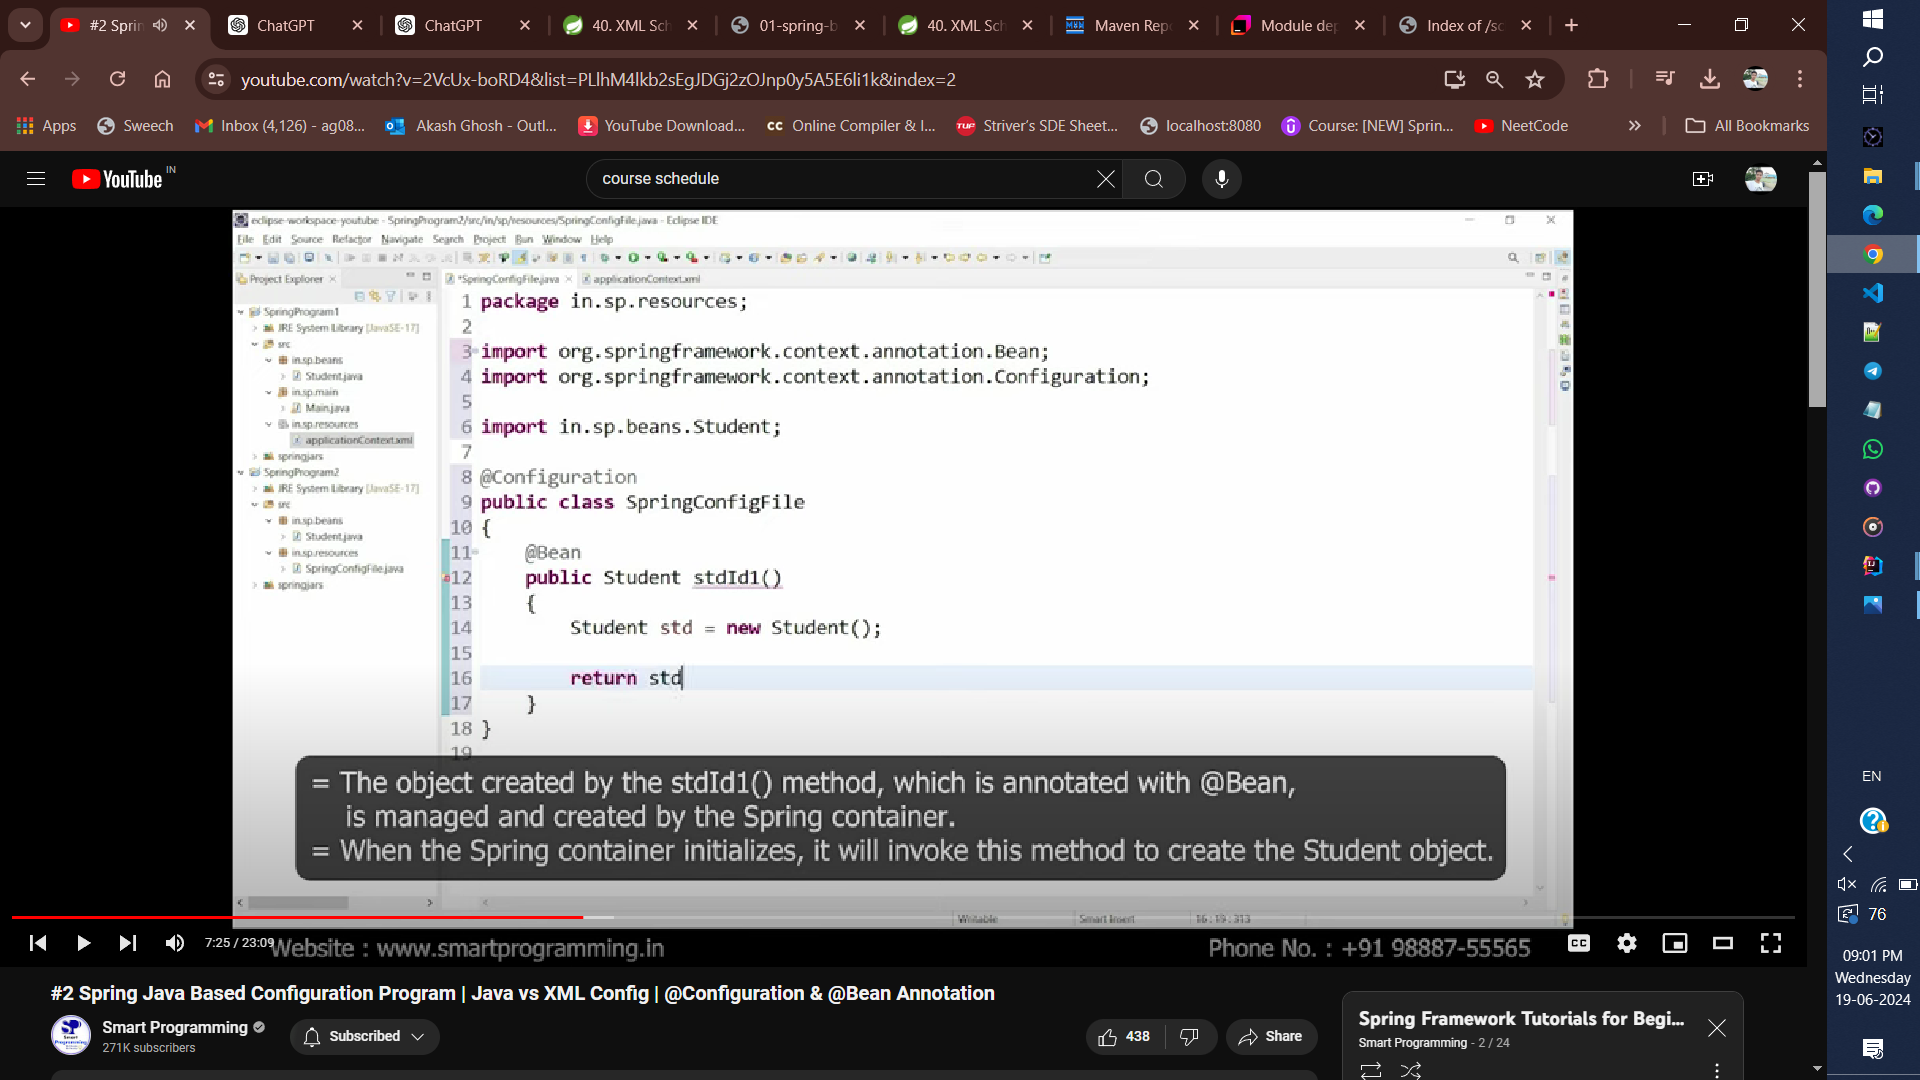 #2 Sprin
ChatGPT
ChatGPT
40. XML Sch
01-spring-b
40. XML Sch
Maven Rep
Module dep
Index of /sc
youtube.com/watch?v=2VcUx-boRD4&list=PLlhM4lkb2sEgJDGj2zOJnp0y5A5E6li1k&index=2
Apps
Sweech
Inbox (4,126) - ag08...
Akash Ghosh - Outl...
YouTube Download...
Online Compiler & I...
Striver's SDE Sheet...
localhost:8080
Course: [NEW] Sprin...
NeetCode
All Bookmarks
YouTube IN
course schedule
eclipse-workspace-youtube - SpringProgram2/src/in/sp/resources/SpringConfigFile.java - Eclipse IDE
File Edit Source Refactor Navigate Search Project Run Window Help
Project Explorer
*SpringConfigFile.java
applicationContext.xml
SpringProgram1
JRE System Library [JavaSE-17]
src
in.sp.beans
Student.java
in.sp.main
Main.java
in.sp.resources
applicationContext.xml
springjars
SpringProgram2
JRE System Library [JavaSE-17]
src
in.sp.beans
Student.java
in.sp.resources
SpringConfigFile.java
springjars
1 package in.sp.resources;
2
3 import org.springframework.context.annotation.Bean;
4 import org.springframework.context.annotation.Configuration;
5
6 import in.sp.beans.Student;
7
8 @Configuration
9 public class SpringConfigFile
10 {
11 @Bean
12 public Student stdId1()
13 {
14 Student std = new Student();
15
16 return std
17 }
18 }
19
= The object created by the stdId1() method, which is annotated with @Bean,
is managed and created by the Spring container.
= When the Spring container initializes, it will invoke this method to create the Student object.
Writable
Smart Insert
16 : 19 : 313
7:25 / 23:09
Website : www.smartprogramming.in
Phone No. : +91 98887-55565
CC
#2 Spring Java Based Configuration Program | Java vs XML Config | @Configuration & @Bean Annotation
Smart Programming
271K subscribers
Subscribed
438
Share
Spring Framework Tutorials for Begi...
Smart Programming - 2 / 24
EN
76
09:01 PM
Wednesday
19-06-2024